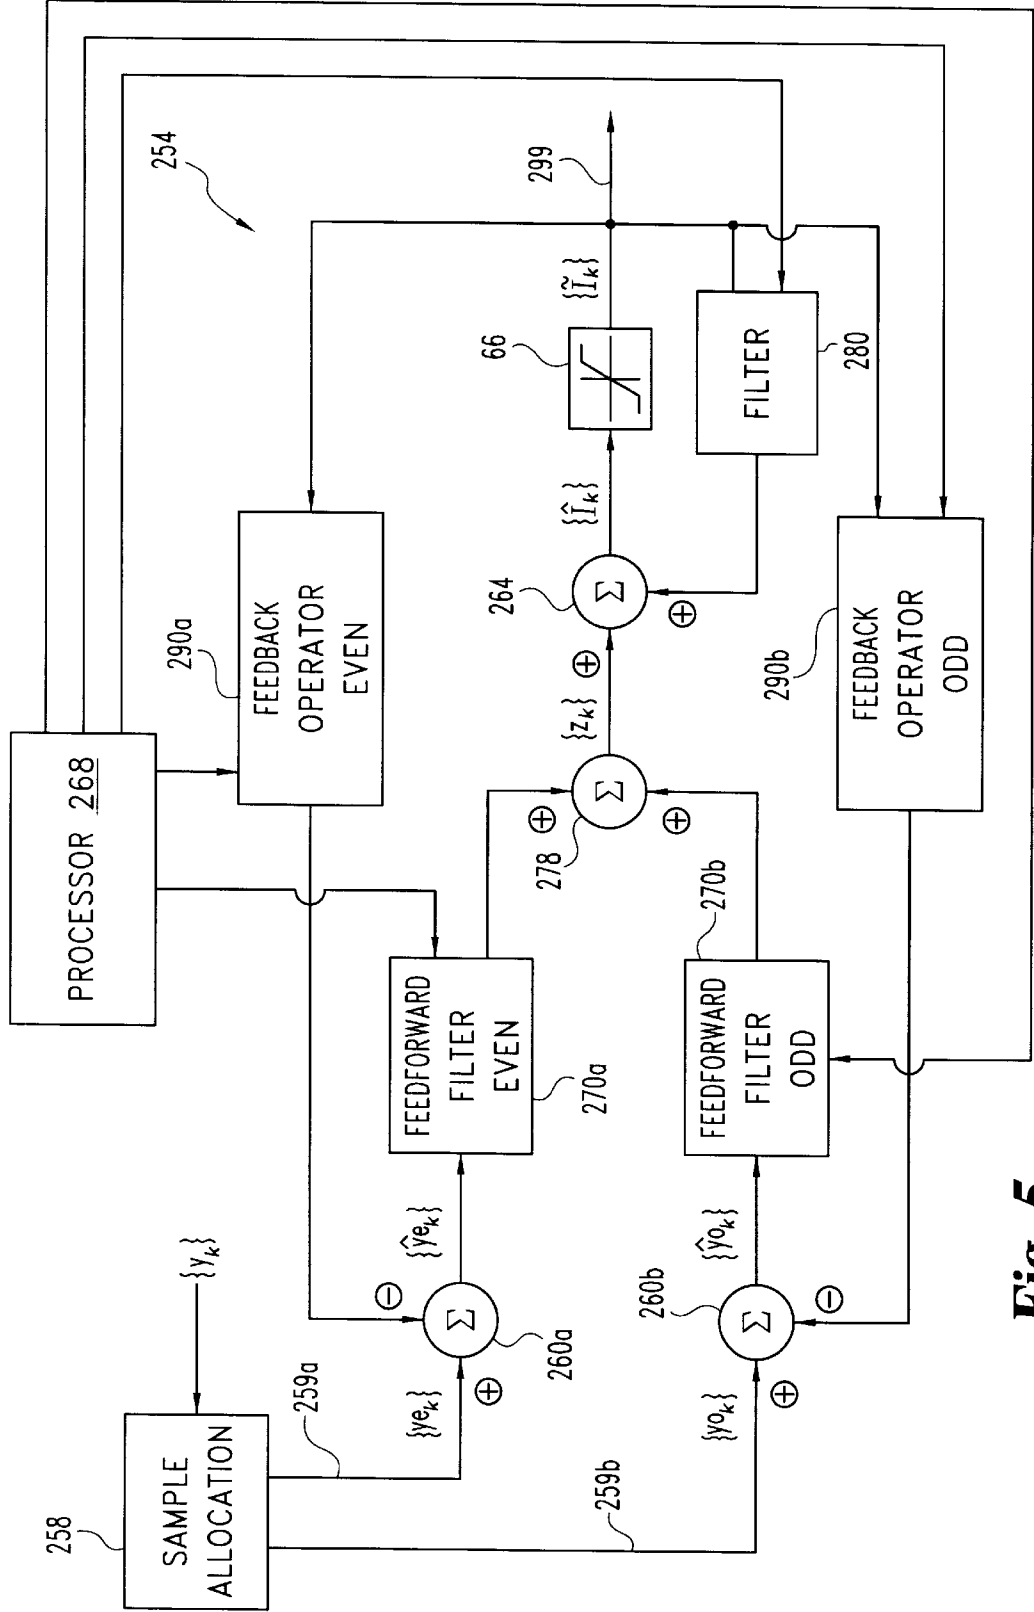 254
PROCESSOR 268
290a
FEEDBACK
OPERATOR
EVEN
299
{Ĩk}
66
FILTER
280
{Îk}
264
Σ
⊕
⊕
{zk}
278
Σ
⊕
⊕
290b
FEEDBACK
OPERATOR
ODD
FEEDFORWARD
FILTER
EVEN
270a
270b
FEEDFORWARD
FILTER
ODD
{ŷek}
{ŷok}
⊖
Σ
260a
⊕
260b
Σ
⊖
⊕
{yk}
{yek}
{yok}
259a
259b
258
SAMPLE
ALLOCATION
Fig. 5